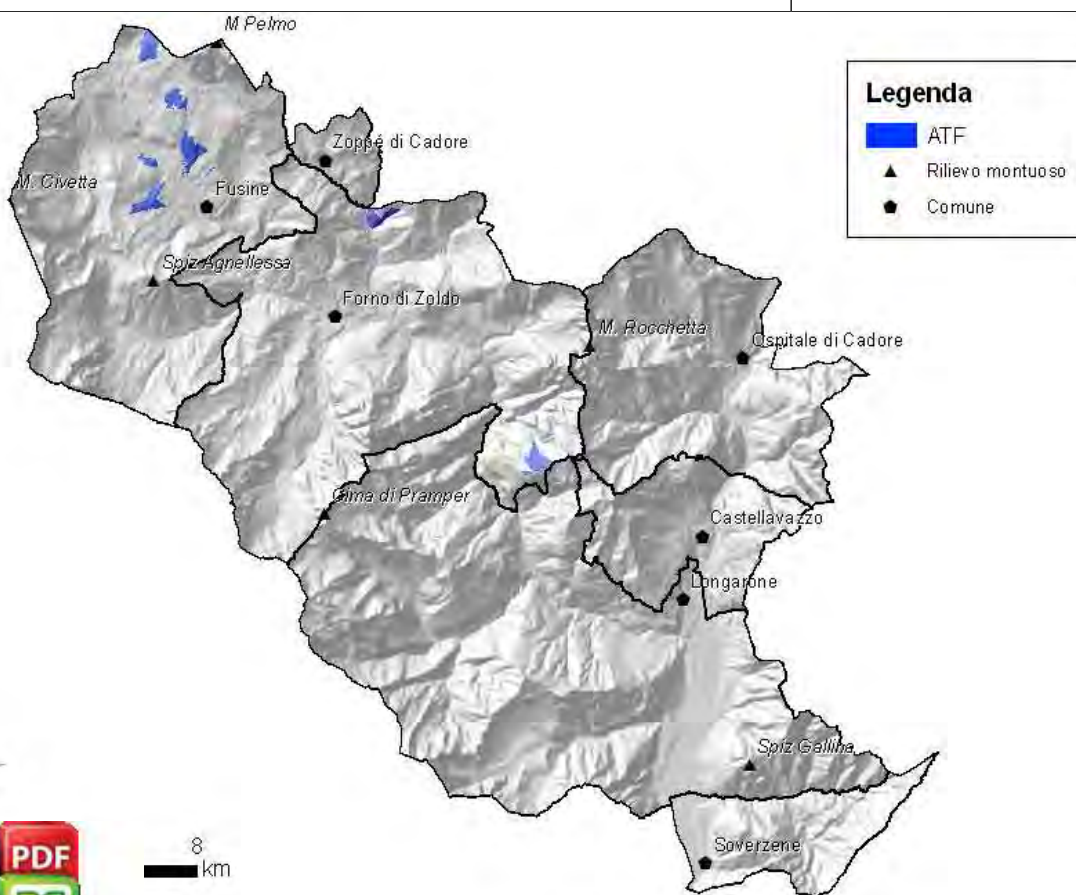 M Pelmo
Legenda
ATF
Rilievo montuoso
Comune
Zoppé di Cadore
M. Civetta
Fusine
Spiz Agnellessa
Forno di Zoldo
M. Rocchetta
Ospitale di Cadore
Cima di Pramper
Castellavazzo
Longarone
Spiz Gallina
Soverzene
8
km
PDF